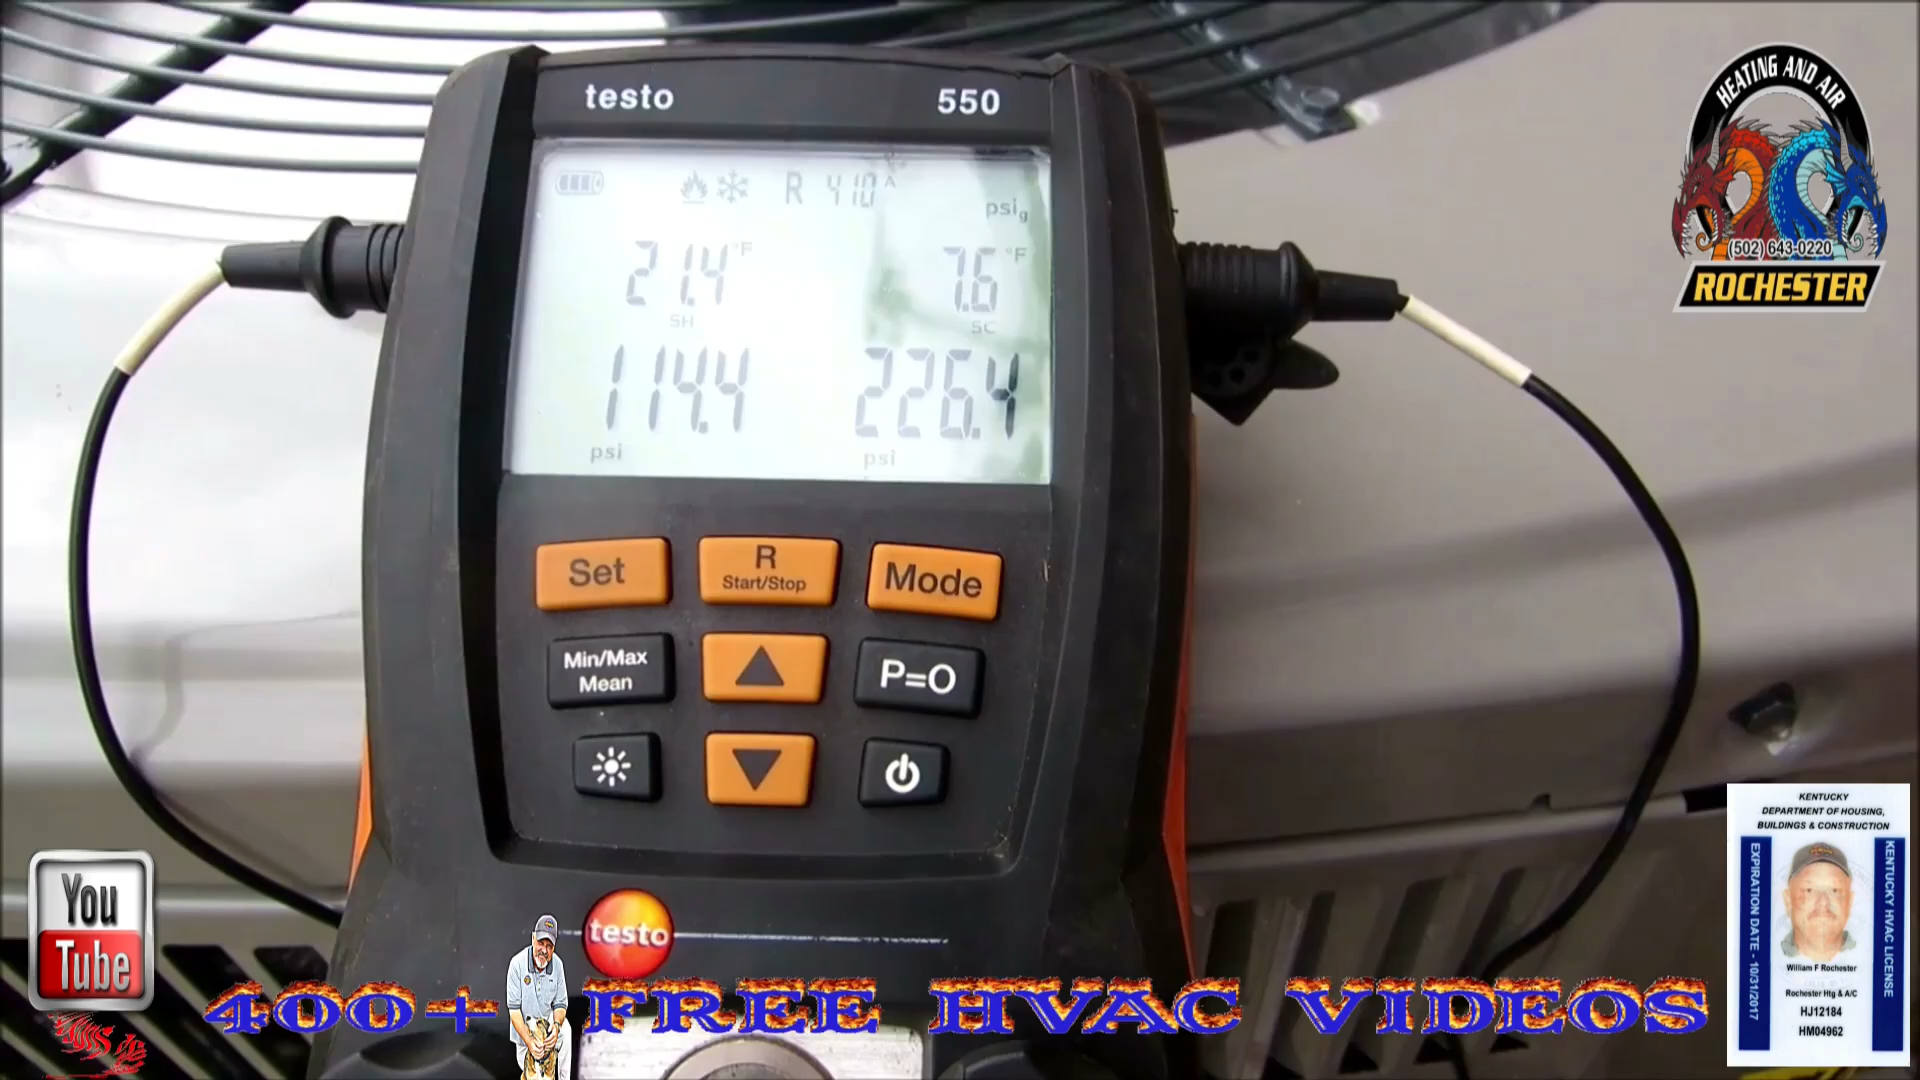 testo 550
R 410A
psig
21.4 °F 7.6 °F
SH SC
114.4 226.4
psi psi
Set R Start/Stop Mode
Min/Max Mean P=O
testo
HEATING AND AIR
(502) 643-0220
ROCHESTER
KENTUCKY
DEPARTMENT OF HOUSING,
BUILDINGS & CONSTRUCTION
EXPIRATION DATE - 10/31/2017
KENTUCKY HVAC LICENSE
William F Rochester
Rochester Htg & A/C
HJ12184
HM04962
You
Tube
400+ FREE HVAC VIDEOS